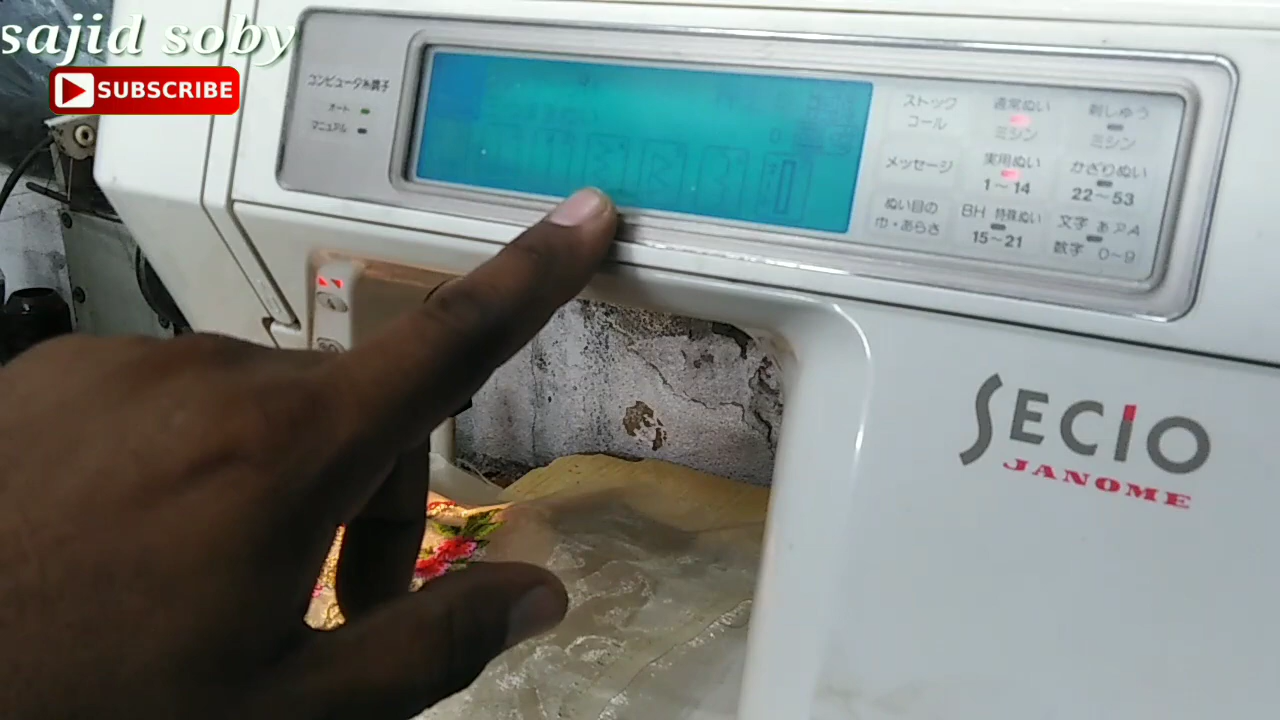 sajid soby
SUBSCRIBE
コンピュータ糸調子
オート
マニュアル
ストック
コール
通常ぬい
ミシン
刺しゅう
ミシン
メッセージ
実用ぬい
1~14
かざりぬい
22~53
ぬい目の
巾・あらさ
BH 特殊ぬい
15~21
文字 あアA
数字 0~9
SECIO
JANOME